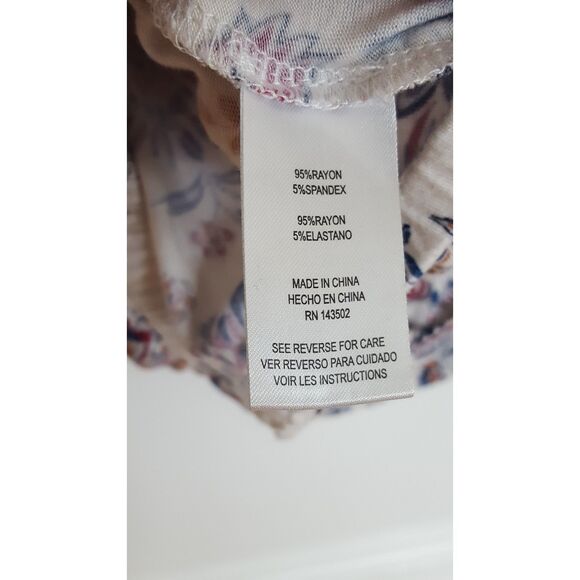 95%RAYON
5%SPANDEX
95%RAYON
5%ELASTANO
MADE IN CHINA
HECHO EN CHINA
RN 143502
SEE REVERSE FOR CARE
VER REVERSO PARA CUIDADO
VOIR LES INSTRUCTIONS